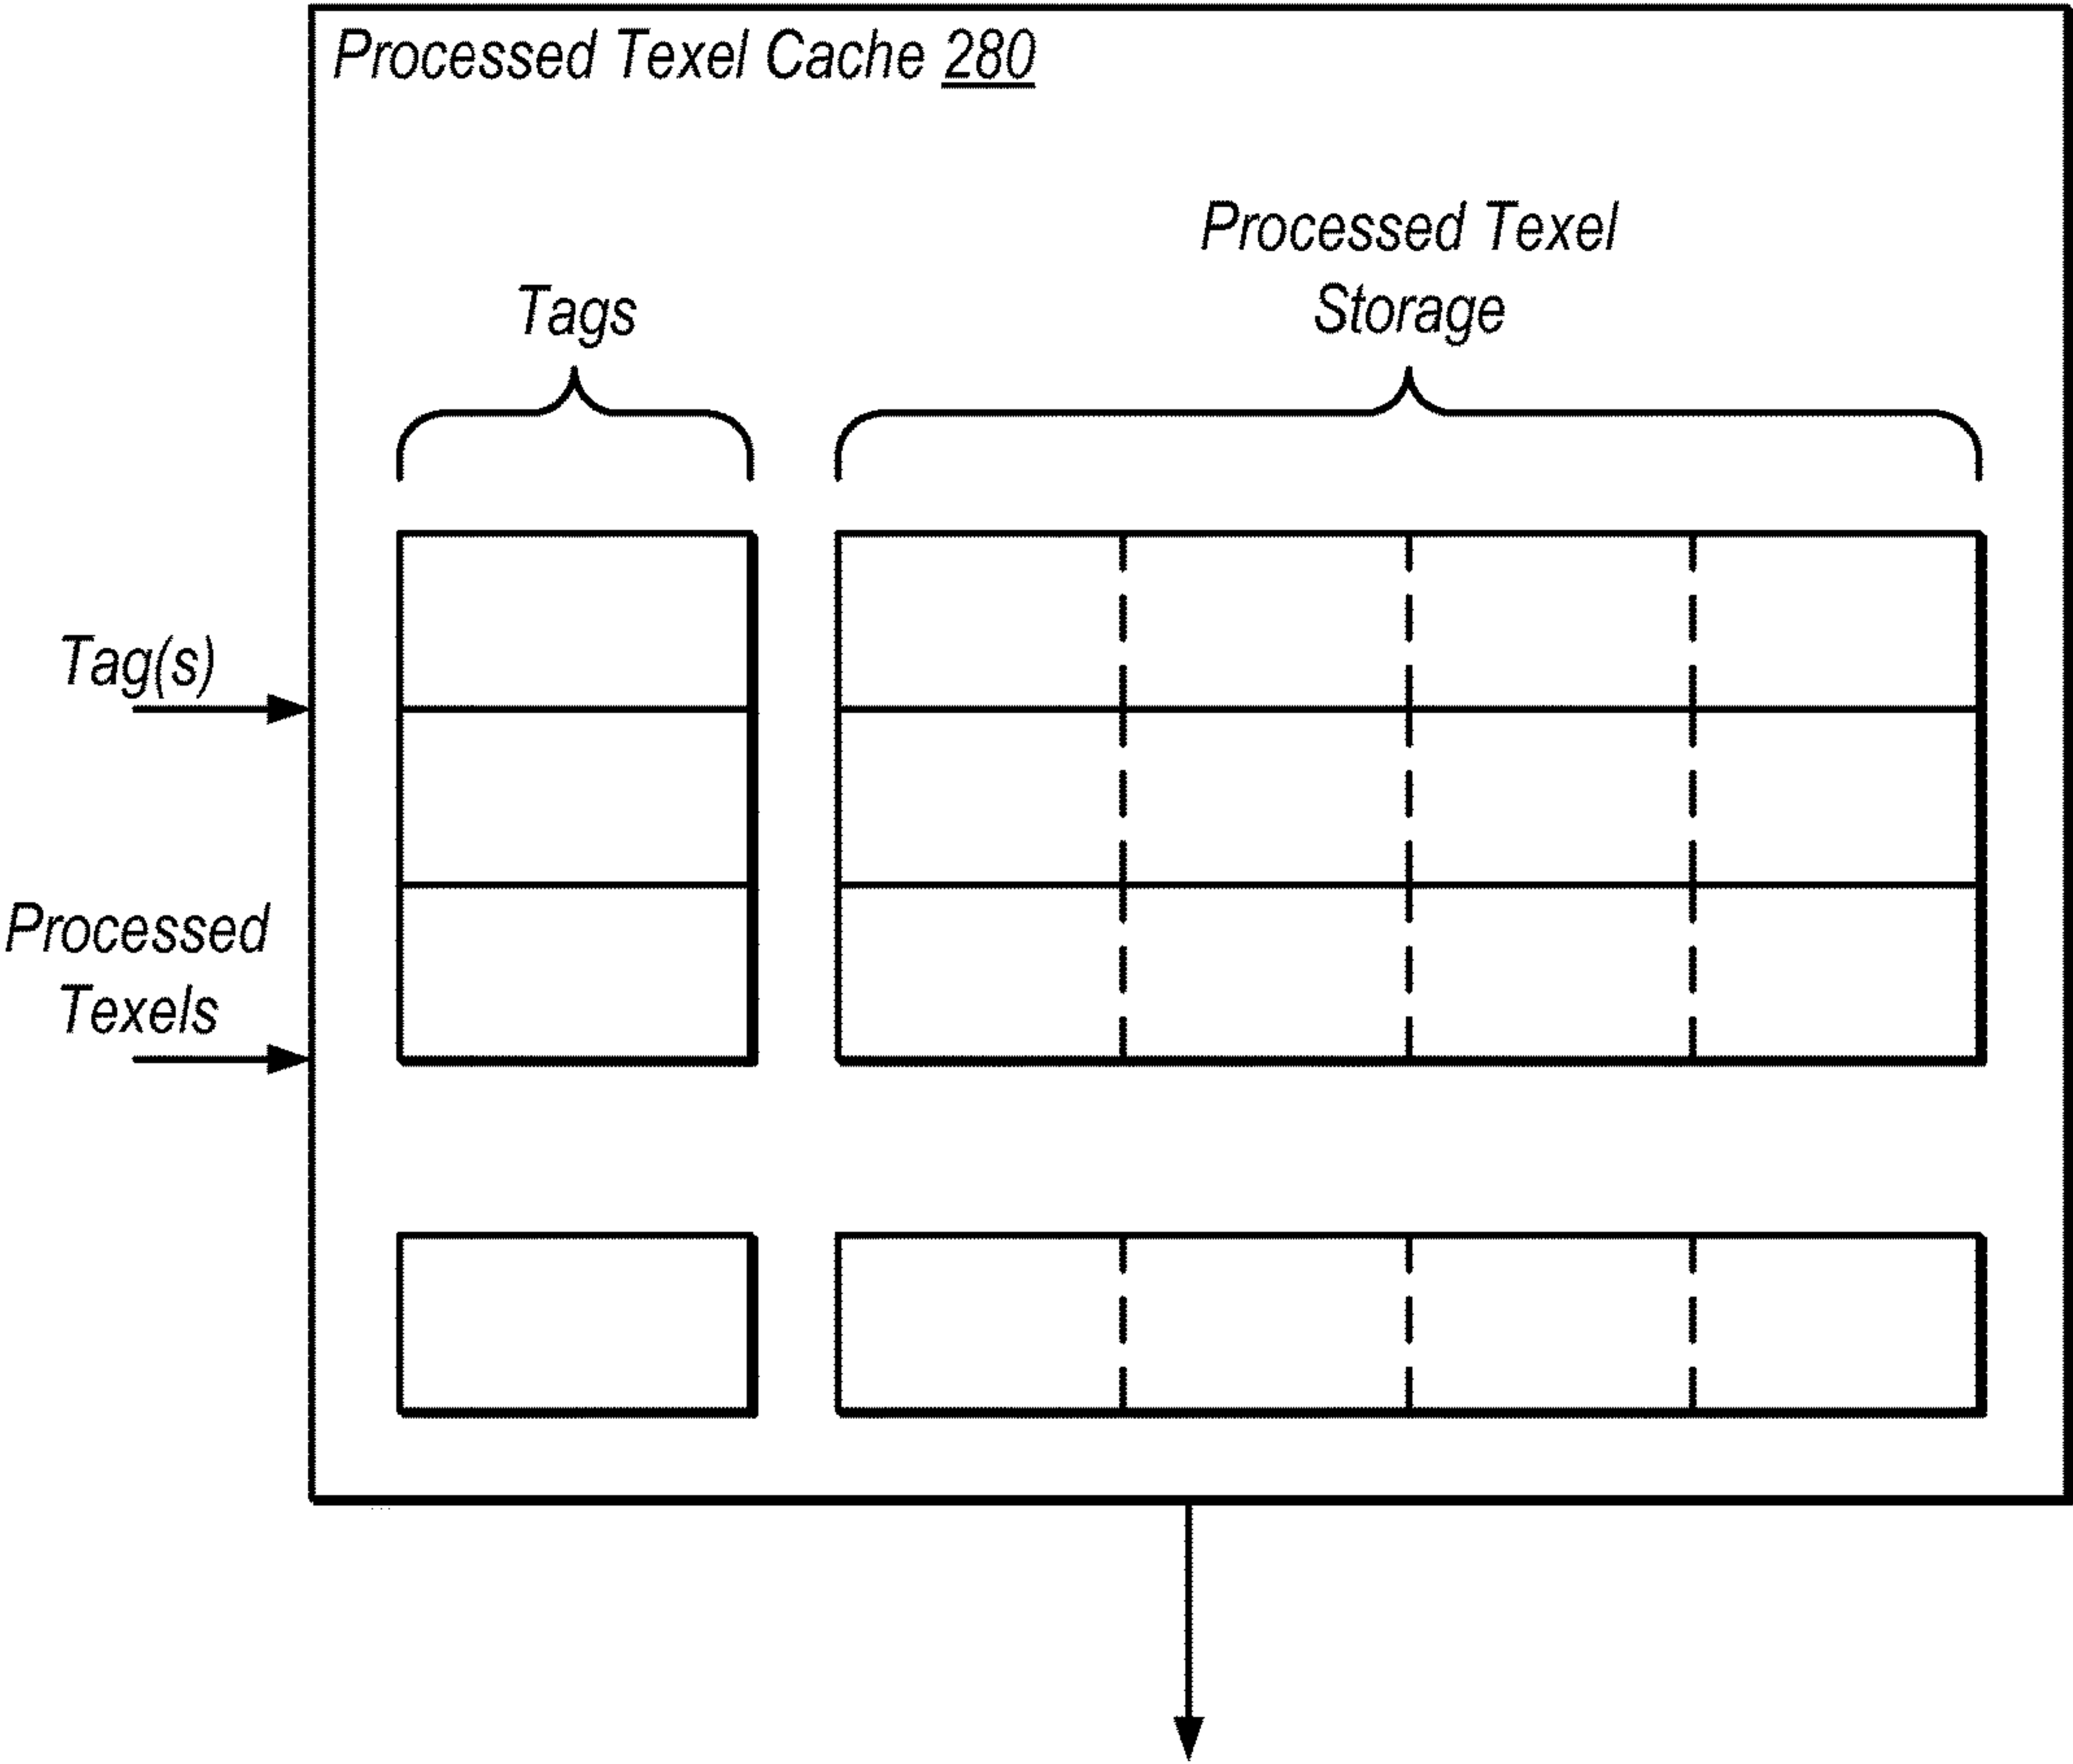 Processed Texel Cache 280
Processed Texel
Storage
Tags
Tag(s)
Processed
Texels